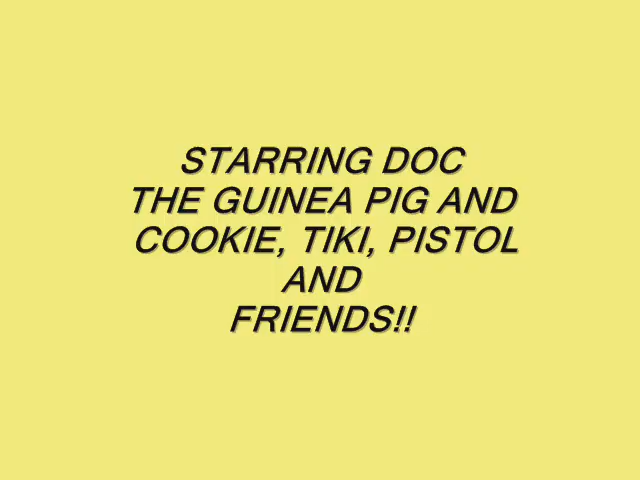 STARRING DOC
THE GUINEA PIG AND
COOKIE, TIKI, PISTOL
AND
FRIENDS!!